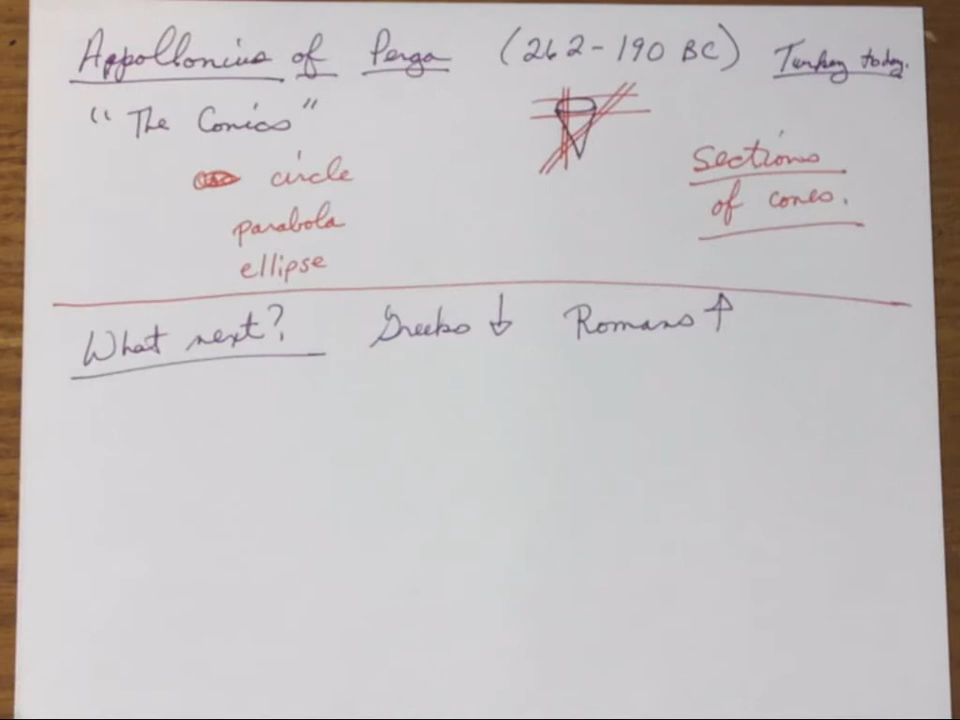 Appollonius of Perga (262-190 BC) Turkey today.
"The Conics"
circle
parabola
ellipse
sections
of cones.
What next? Greeks ↓ Romans ↑